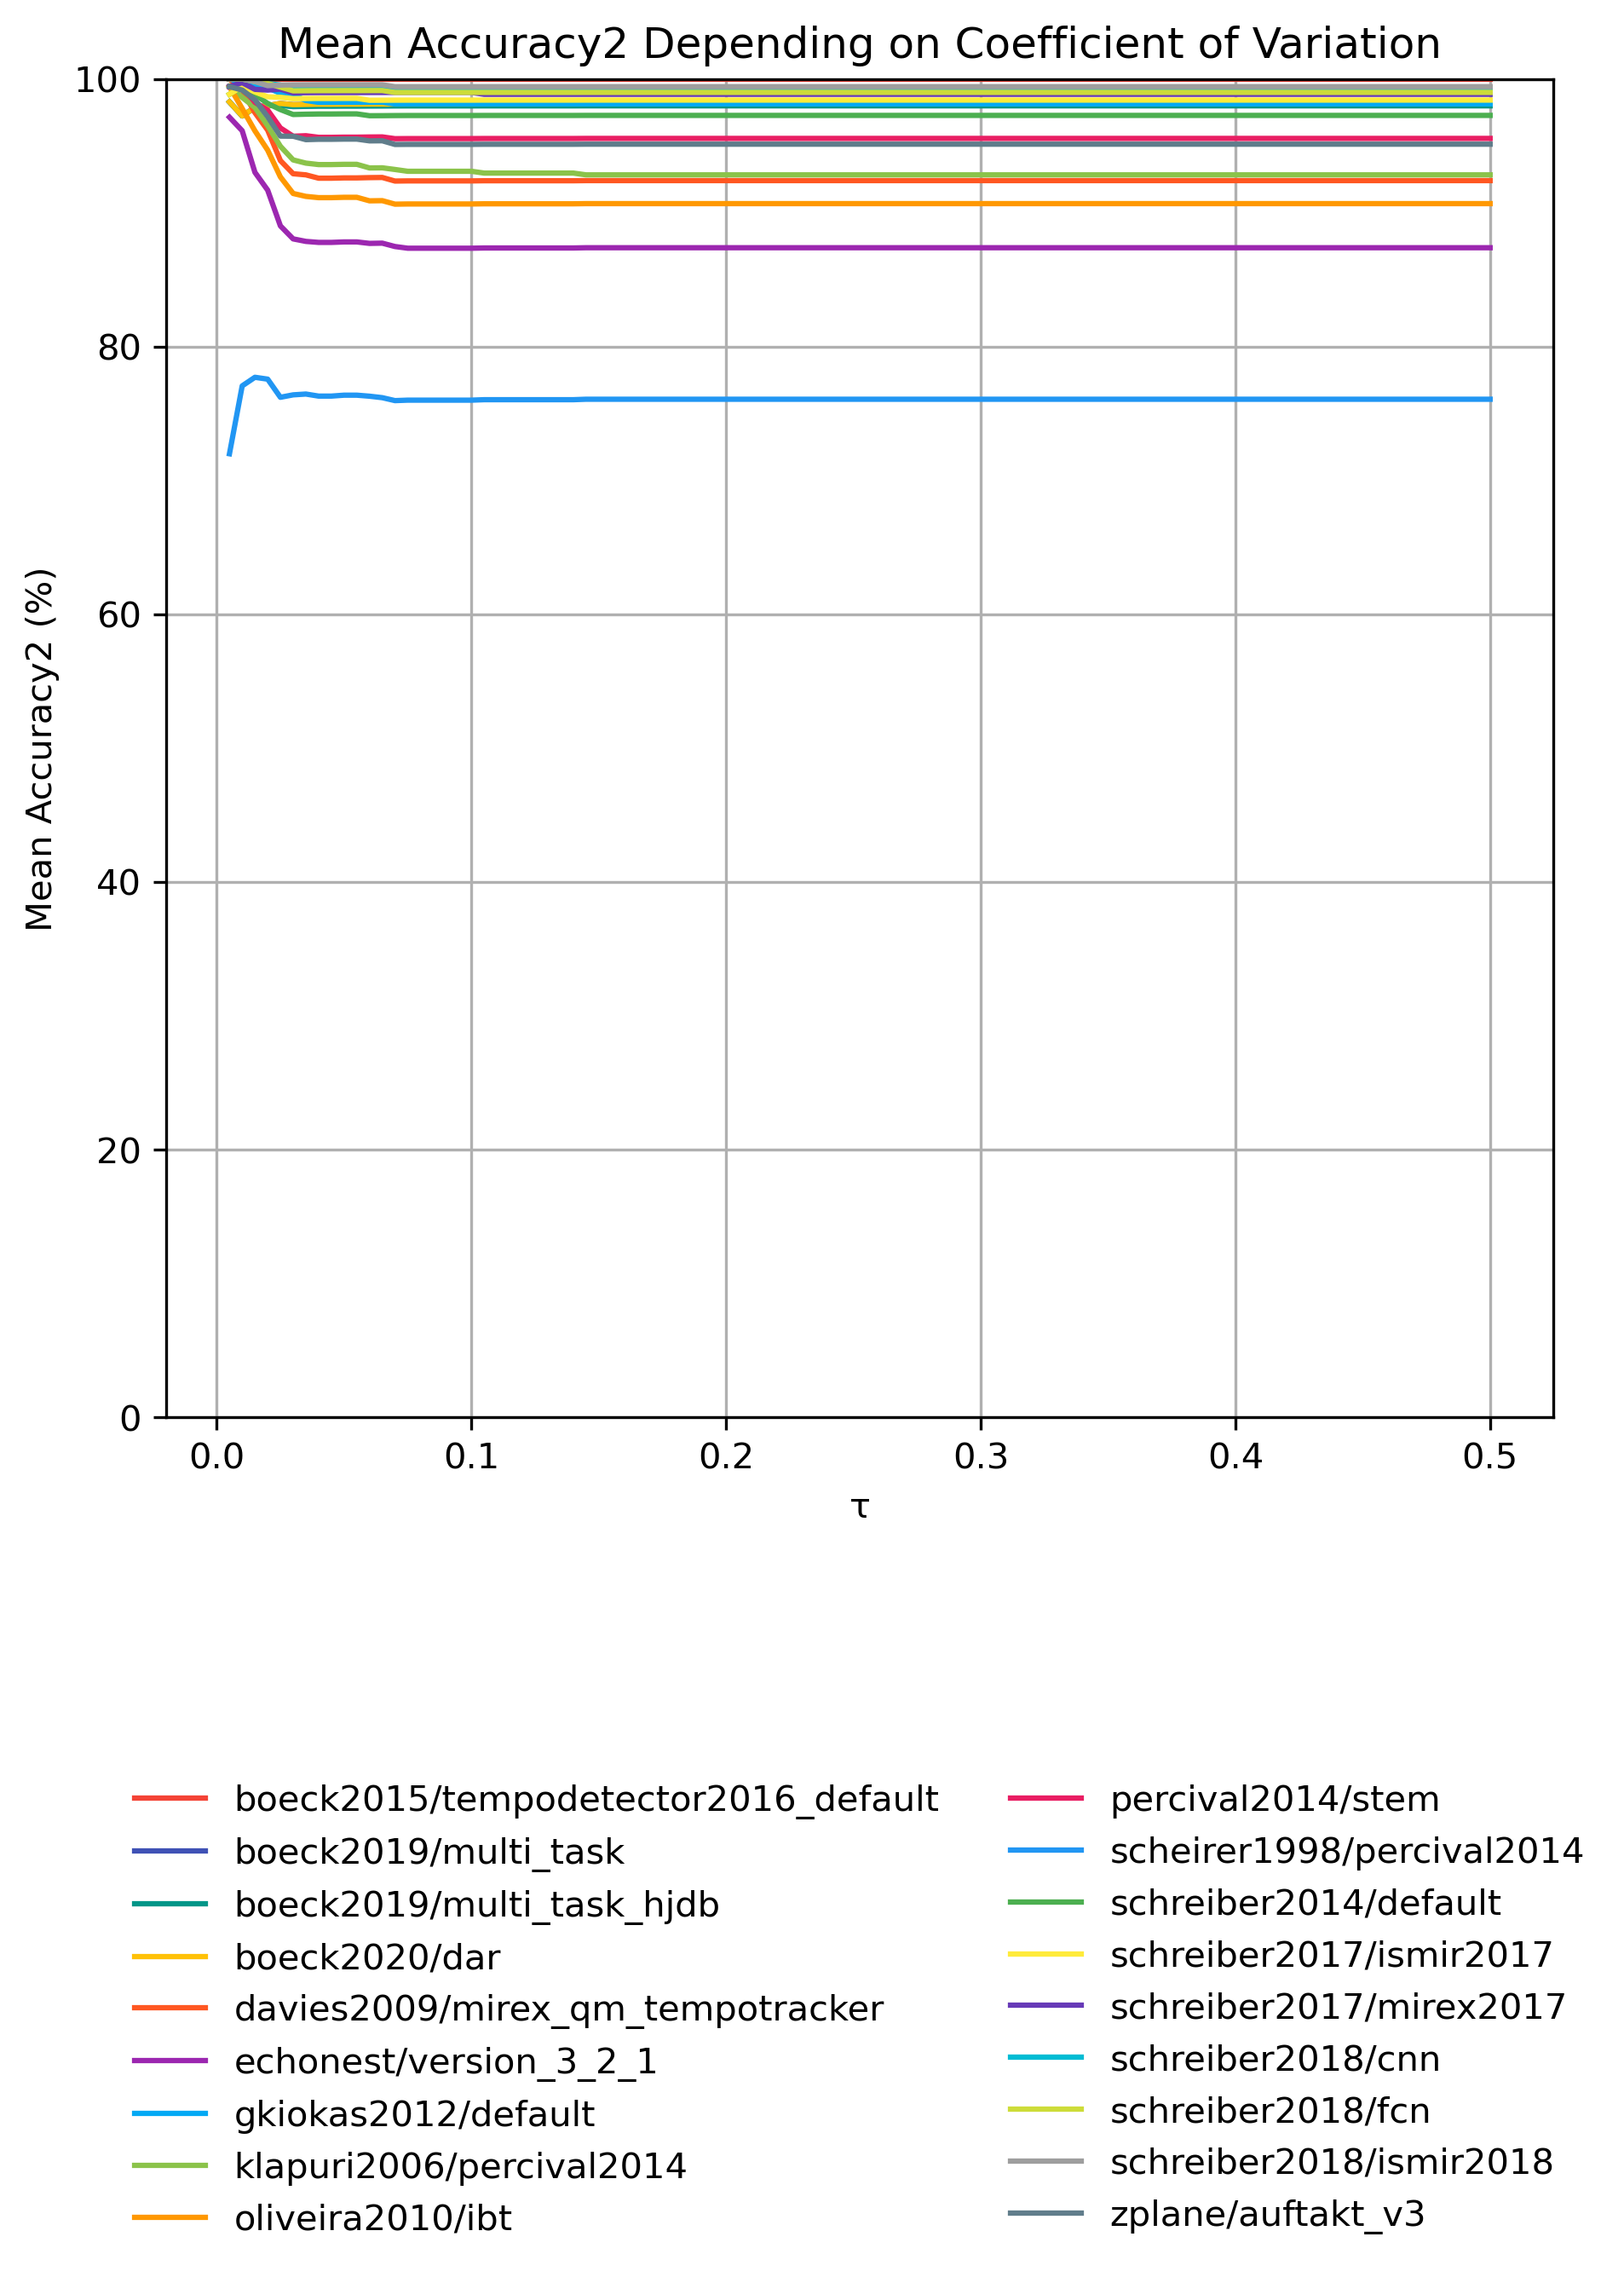 Mean Accuracy2 Depending on Coefficient of Variation
100
80
60
40
20
0
Mean Accuracy2 (%)
0.0 0.1 0.2 0.3 0.4 0.5
τ
boeck2015/tempodetector2016_default
boeck2019/multi_task
boeck2019/multi_task_hjdb
boeck2020/dar
davies2009/mirex_qm_tempotracker
echonest/version_3_2_1
gkiokas2012/default
klapuri2006/percival2014
oliveira2010/ibt
percival2014/stem
scheirer1998/percival2014
schreiber2014/default
schreiber2017/ismir2017
schreiber2017/mirex2017
schreiber2018/cnn
schreiber2018/fcn
schreiber2018/ismir2018
zplane/auftakt_v3